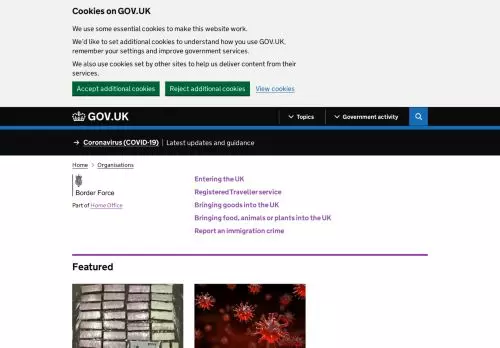 Cookies on GOV.UK
We use some essential cookies to make this website work.
We'd like to set additional cookies to understand how you use GOV.UK,
remember your settings and improve government services.
We also use cookies set by other sites to help us deliver content from their
services.
Accept additional cookies Reject additional cookies View cookies
GOV.UK Topics Government activity
→ Coronavirus (COVID-19) Latest updates and guidance
Home > Organisations
Border Force
Part of Home Office
Entering the UK
Registered Traveller service
Bringing goods into the UK
Bringing food, animals or plants into the UK
Report an immigration crime
Featured